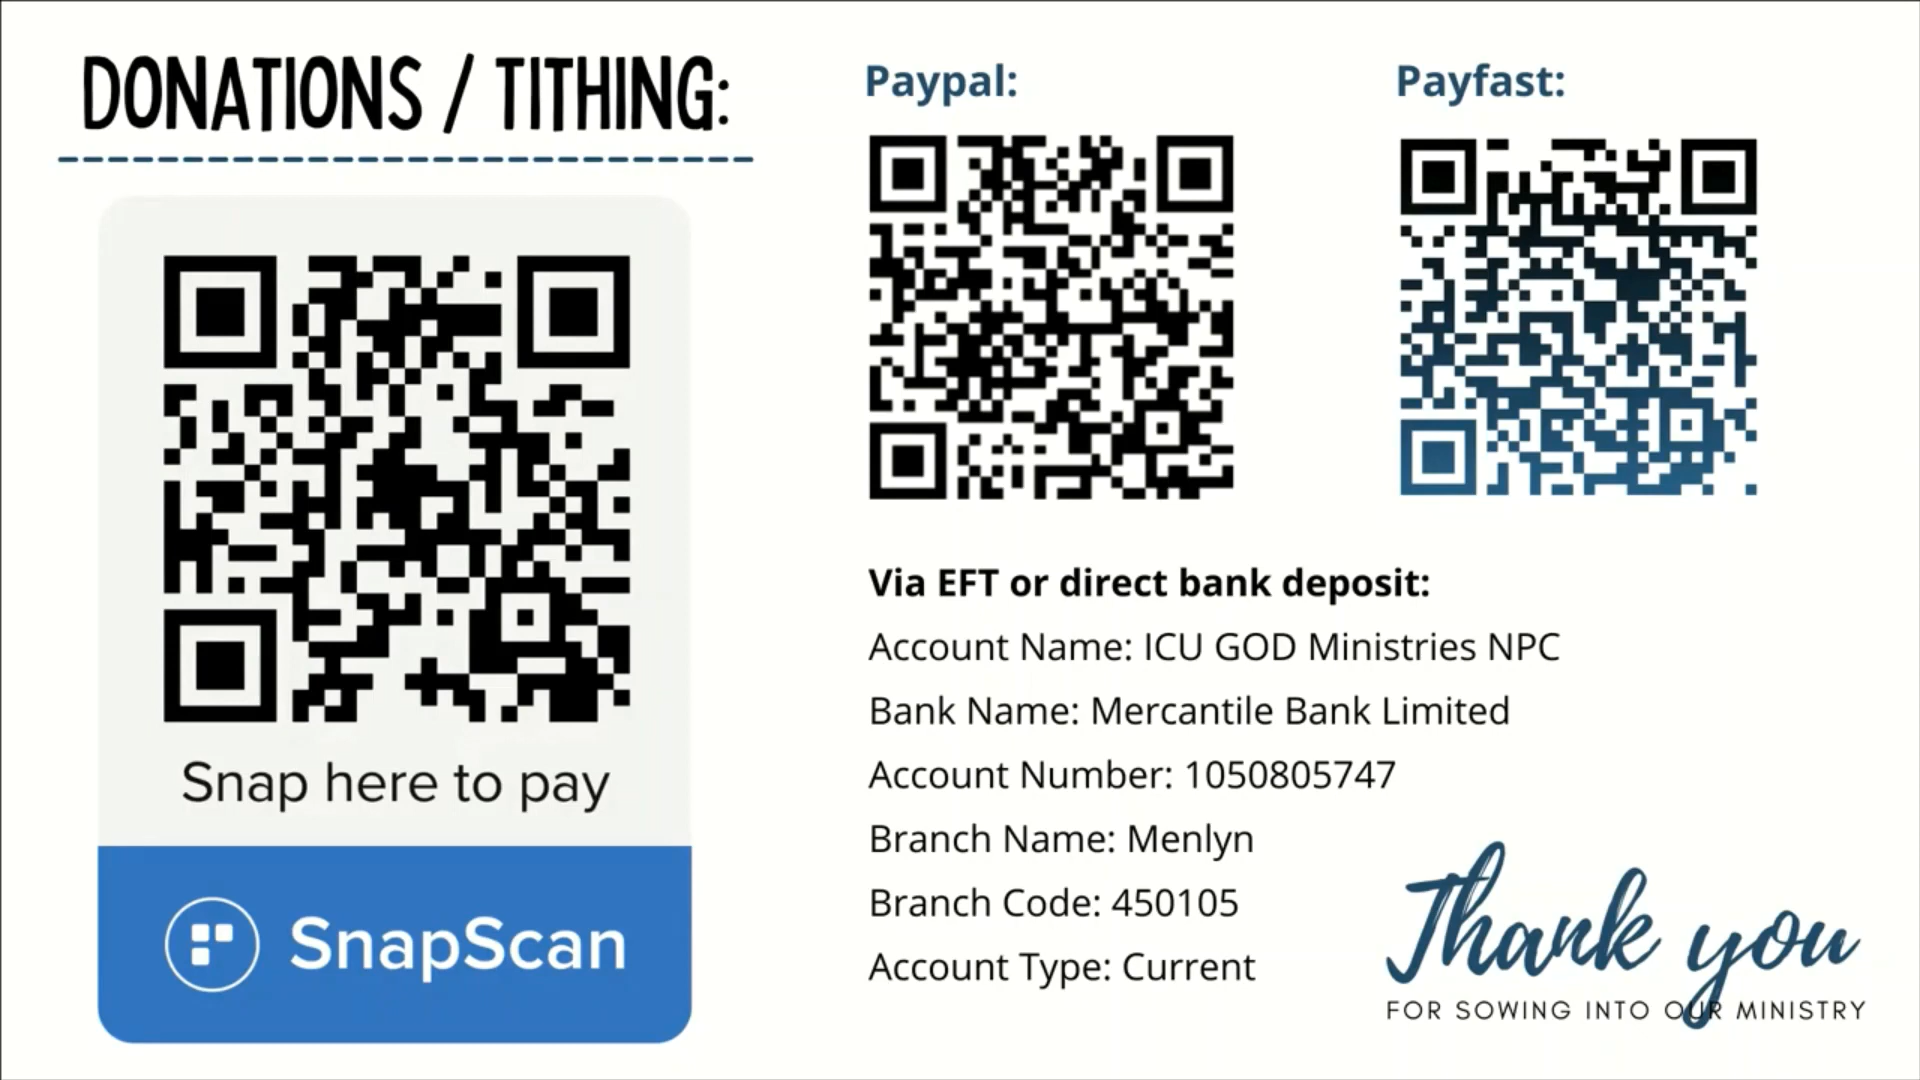 DONATIONS / TITHING:
Snap here to pay
SnapScan
Paypal:
Payfast:
Via EFT or direct bank deposit:
Account Name: ICU GOD Ministries NPC
Bank Name: Mercantile Bank Limited
Account Number: 1050805747
Branch Name: Menlyn
Branch Code: 450105
Account Type: Current
Thank you
FOR SOWING INTO OUR MINISTRY